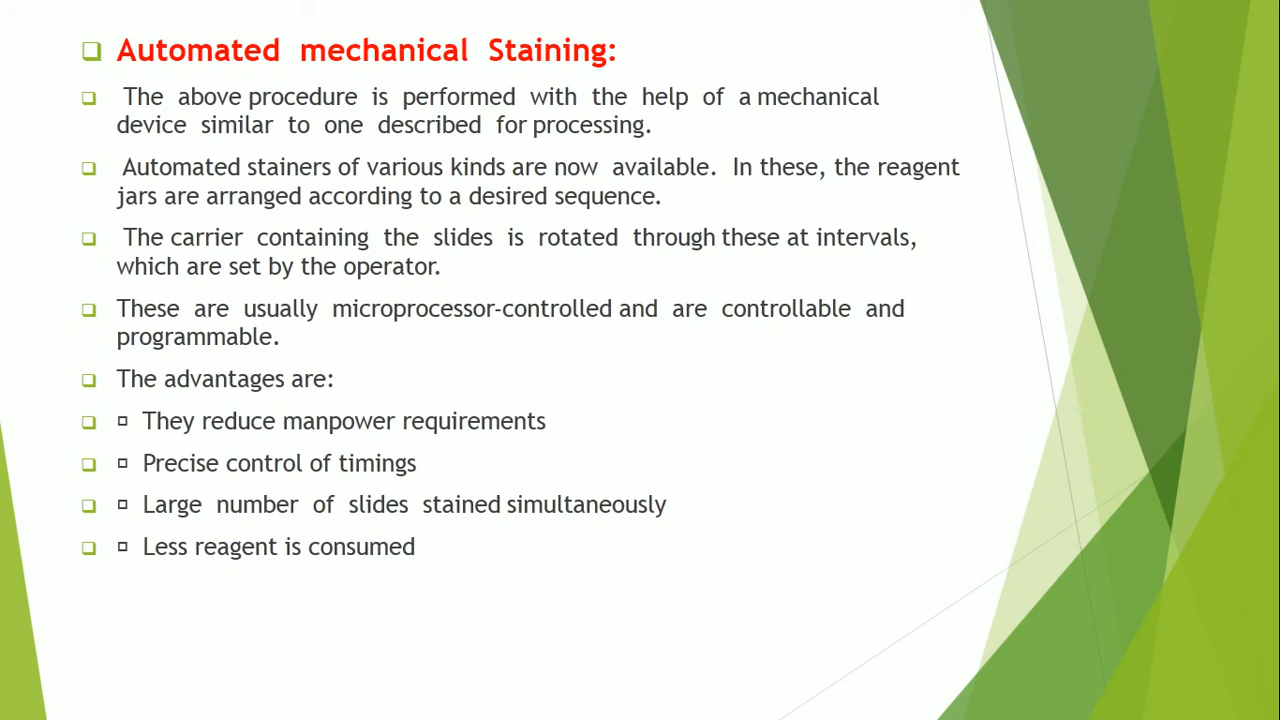 Automated mechanical Staining:
The above procedure is performed with the help of a mechanical
device similar to one described for processing.
Automated stainers of various kinds are now available. In these, the reagent
jars are arranged according to a desired sequence.
The carrier containing the slides is rotated through these at intervals,
which are set by the operator.
These are usually microprocessor-controlled and are controllable and
programmable.
The advantages are:
They reduce manpower requirements
Precise control of timings
Large number of slides stained simultaneously
Less reagent is consumed